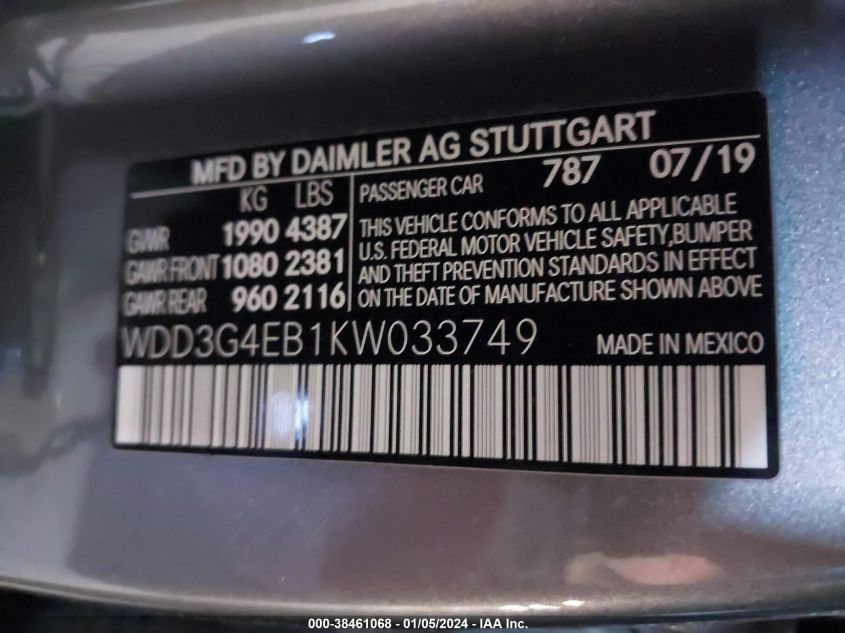 MFD BY DAIMLER AG STUTTGART
KG LBS
GVWR 1990 4387
GAWR FRONT 1080 2381
GAWR REAR 960 2116
PASSENGER CAR 787 07/19
THIS VEHICLE CONFORMS TO ALL APPLICABLE
U.S. FEDERAL MOTOR VEHICLE SAFETY,BUMPER
AND THEFT PREVENTION STANDARDS IN EFFECT
ON THE DATE OF MANUFACTURE SHOWN ABOVE
WDD3G4EB1KW033749 MADE IN MEXICO
000-38461068 - 01/05/2024 - IAA Inc.